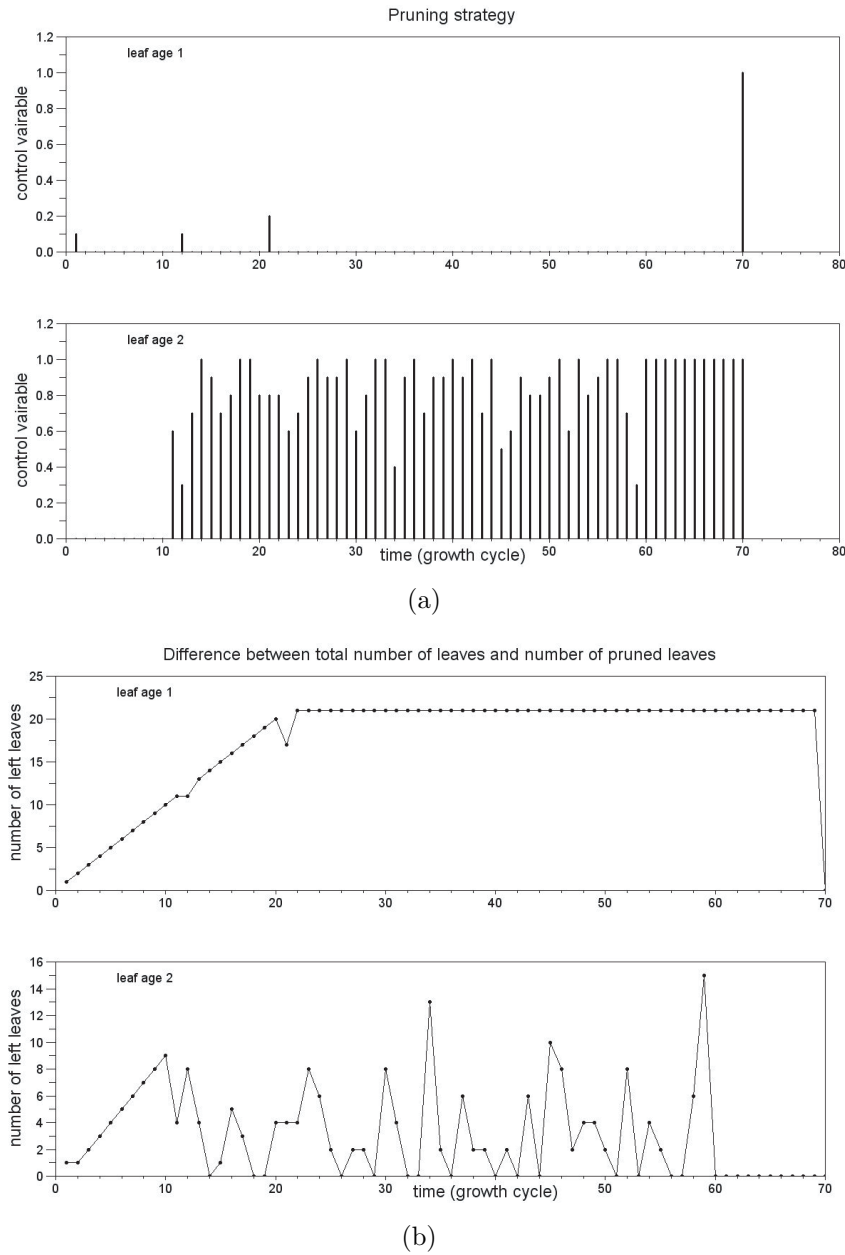 Pruning strategy
1.2
leaf age 1
1.0
0.8
0.6
0.4
0.2
0.0
control vairable
0 10 20 30 40 50 60 70 80
1.2
leaf age 2
1.0
0.8
0.6
0.4
0.2
0.0
control vairable
0 10 20 30 40 50 60 70 80
time (growth cycle)
(a)
Difference between total number of leaves and number of pruned leaves
25
leaf age 1
20
15
10
5
0
number of left leaves
0 10 20 30 40 50 60 70
16
leaf age 2
14
12
10
8
6
4
2
0
number of left leaves
0 10 20 30 40 50 60 70
time (growth cycle)
(b)